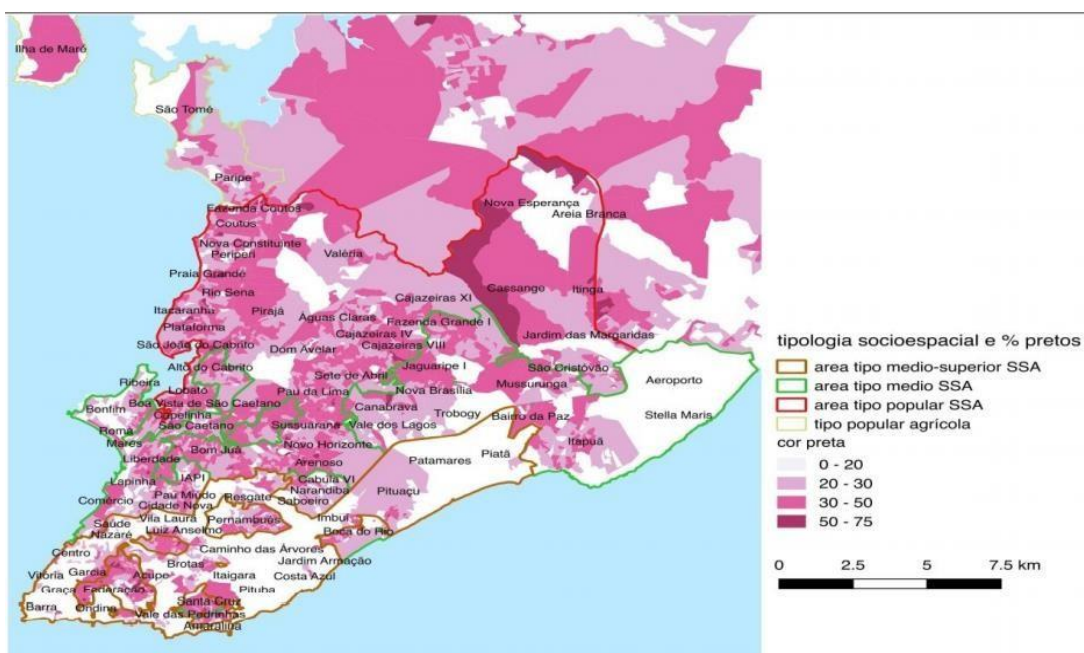 Ilha de Maré
São Tomé
Paripe
Fazenda Coutos
Coutos
Nova Constituinte
Periperi
Valéria
Nova Esperança
Areia Branca
Praia Grande
Rio Sena
Cassange
Itinga
Itacaranha
Plataforma
Pirajá
Águas Claras
Cajazeiras XI
Fazenda Grande I
Cajazeiras IV
Cajazeiras VIII
Jardim das Margaridas
São João do Cabrito
Dom Avelar
Alto do Cabrito
Sete de Abril
Jaguaripe I
São Cristóvão
Aeroporto
Ribeira
Lobato
Pau da Lima
Nova Brasília
Mussurunga
Bonfim
Boa Vista de São Caetano
Capelinha
São Caetano
Canabrava
Trobogy
Bairro da Paz
Stella Maris
Roma
Mares
Sussuarana
Vale dos Lagos
Itapuã
Liberdade
Bom Juá
Novo Horizonte
Arenoso
Patamares
Piatã
Lapinha
IAPI
Cabula VI
Narandiba
Saboeiro
Pituaçu
Comércio
Pau Miúdo
Cidade Nova
Resgate
Saúde
Nazaré
Vila Laura
Luiz Anselmo
Pernambués
Imbuí
Boca do Rio
Centro
Caminho das Árvores
Jardim Armação
Vitória
Garcia
Acupe
Brotas
Itaigara
Costa Azul
Graça
Federação
Pituba
Barra
Ondina
Santa Cruz
Vale das Pedrinhas
Amaralina
tipologia socioespacial e % pretos
area tipo medio-superior SSA
area tipo medio SSA
area tipo popular SSA
tipo popular agrícola
cor preta
0 - 20
20 - 30
30 - 50
50 - 75
0 2.5 5 7.5 km